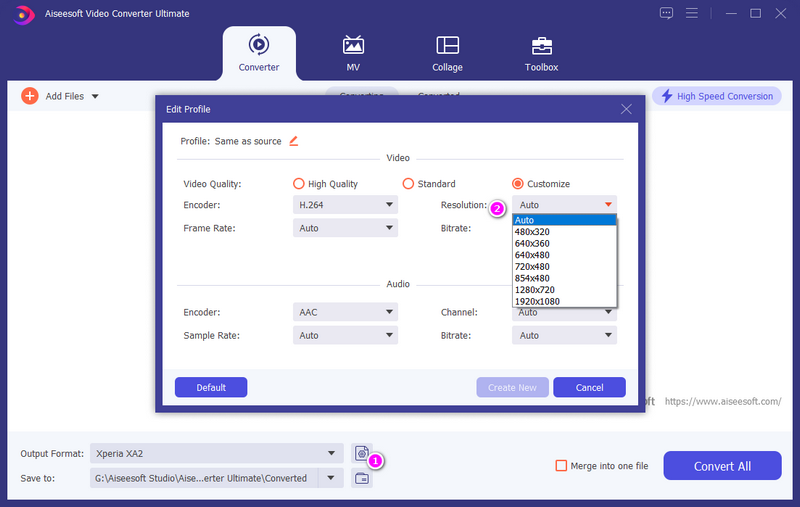 Aiseesoft Video Converter Ultimate
Converter
MV
Collage
Toolbox
Add Files
Converting
Converted
High Speed Conversion
Edit Profile
Profile: Same as source
Video
Video Quality:
High Quality
Standard
Customize
Encoder:
H.264
Resolution:
2
Auto
Frame Rate:
Auto
Bitrate:
Auto
480x320
640x360
640x480
720x480
854x480
1280x720
1920x1080
Audio
Encoder:
AAC
Channel:
Auto
Sample Rate:
Auto
Bitrate:
Auto
Default
Create New
Cancel
https://www.aiseesoft.com/
Output Format:
Xperia XA2
1
Save to:
G:\Aiseesoft Studio\Aise...erter Ultimate\Converted
Merge into one file
Convert All